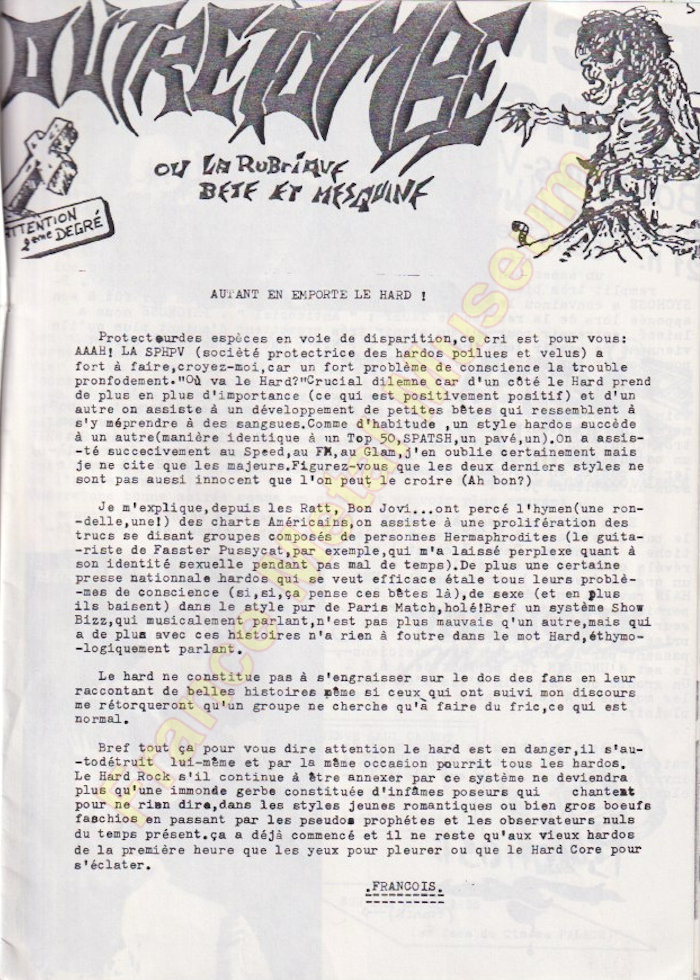 OUTRE TOMBE
OU LA RUBRIQUE
BETE ET MESQUINE
ATTENTION
2ème DEGRÉ
AUTANT EN EMPORTE LE HARD !
Protecteurdes espèces en voie de disparition,ce cri est pour vous:
AAAH! LA SPHPV (société protectrice des hardos poilues et velus) a
fort à faire,croyez-moi,car un fort problème de conscience la trouble
pronfodement."Où va le Hard?"Crucial dilemne car d'un côté le Hard prend
de plus en plus d'importance (ce qui est positivement positif) et d'un
autre on assiste à un développement de petites bêtes qui ressemblent à
s'y méprendre à des sangsues.Comme d'habitude ,un style hardos succède
à un autre(manière identique à un Top 50,SPATSH,un pavé,un).On a assis-
-té succecivement au Speed,au FM,au Glam,j'en oublie certainement mais
je ne cite que les majeurs.Figurez-vous que les deux derniers styles ne
sont pas aussi innocent que l'on peut le croire (Ah bon?)
Je m'explique,depuis les Ratt, Bon Jovi...ont percé l'hymen(une ron-
-delle,une!) des charts Américains,on assiste à une prolifération des
trucs se disant groupes composés de personnes Hermaphrodites (le guita-
-riste de Fasster Pussycat,par exemple,qui m'a laissé perplexe quant à
son identité sexuelle pendant pas mal de temps).De plus une certaine
presse nationnale hardos qui se veut efficace étale tous leurs problè-
-mes de conscience (si,si,ça pense ces bêtes là),de sexe (et en plus
ils baisent) dans le style pur de Paris Match,holé!Bref un système Show
Bizz,qui musicalement parlant,n'est pas plus mauvais q'un autre,mais qui
a de plus avec ces histoires n'a rien à foutre dans le mot Hard,éthymo-
-logiquement parlant.
Le hard ne constitue pas à s'engraisser sur le dos des fans en leur
raccontant de belles histoires même si ceux qui ont suivi mon discours
me rétorqueront qu'un groupe ne cherche qu'a faire du fric,ce qui est
normal.
Bref tout ça pour vous dire attention le hard est en danger,il s'au-
-todétruit lui-même et par la même occasion pourrit tous les hardos.
Le Hard Rock s'il continue à être annexer par ce système ne deviendra
plus qu'une immonde gerbe constituée d'infâmes poseurs qui chantent
pour ne rien dire,dans les styles jeunes romantiques ou bien gros boeufs
faschios en passant par les pseudos prophétes et les observateurs nuls
du temps présent.ça a déjà commencé et il ne reste qu'aux vieux hardos
de la première heure que les yeux pour pleurer ou que le Hard Core pour
s'éclater.
.FRANCOIS.
France Metal Museum